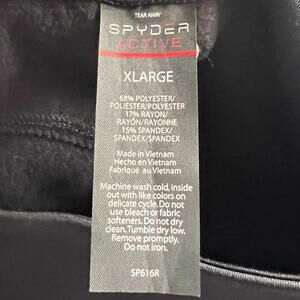 TEAR AWAY
SPYDER
ACTIVE
XLARGE
68% POLYESTER/
POLIÉSTER/POLYESTER
17% RAYON/
RAYÓN/RAYONNE
15% SPANDEX/
SPANDEX/SPANDEX
Made in Vietnam
Hecho en Vietnam
Fabriqué au Vietnam
Machine wash cold, inside
out with like colors on
delicate cycle. Do not
use bleach or fabric
softeners. Do not dry
clean. Tumble dry low.
Remove promptly.
Do not iron.
SP616R